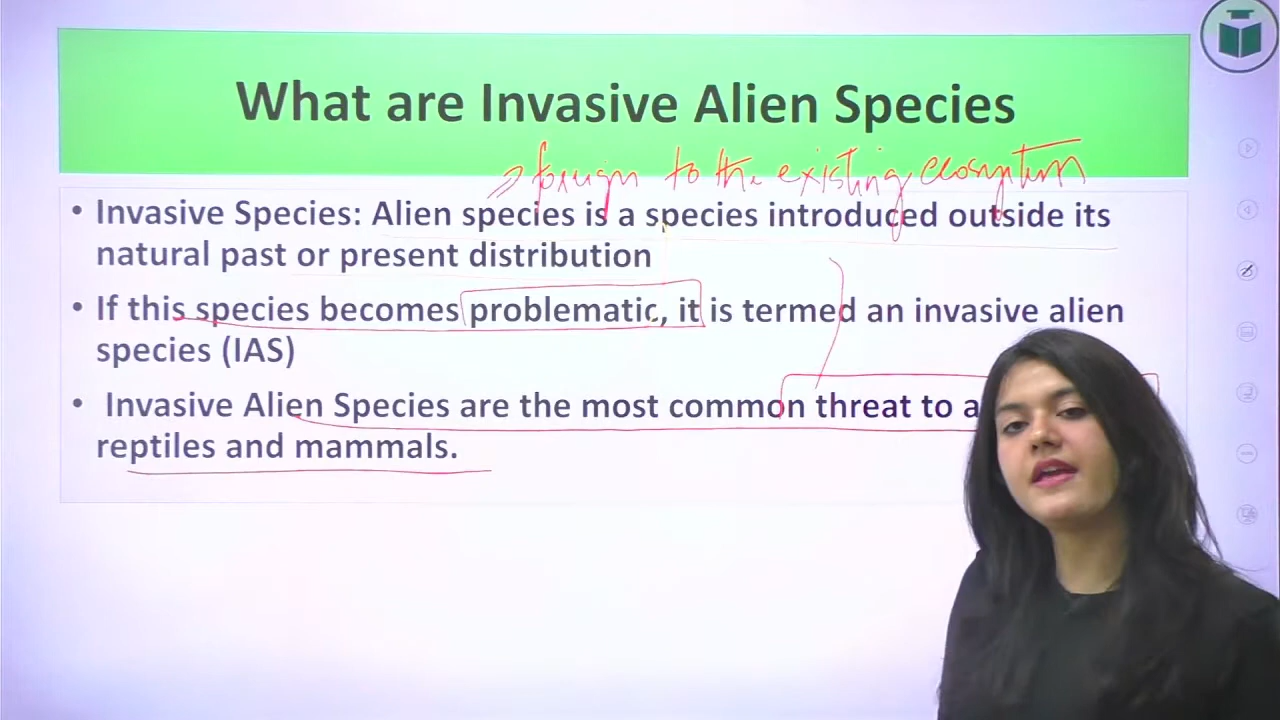 What are Invasive Alien Species
⇒ foreign to the existing ecosystem
• Invasive Species: Alien species is a species introduced outside its
natural past or present distribution
• If this species becomes problematic, it is termed an invasive alien
species (IAS)
• Invasive Alien Species are the most common threat to
reptiles and mammals.